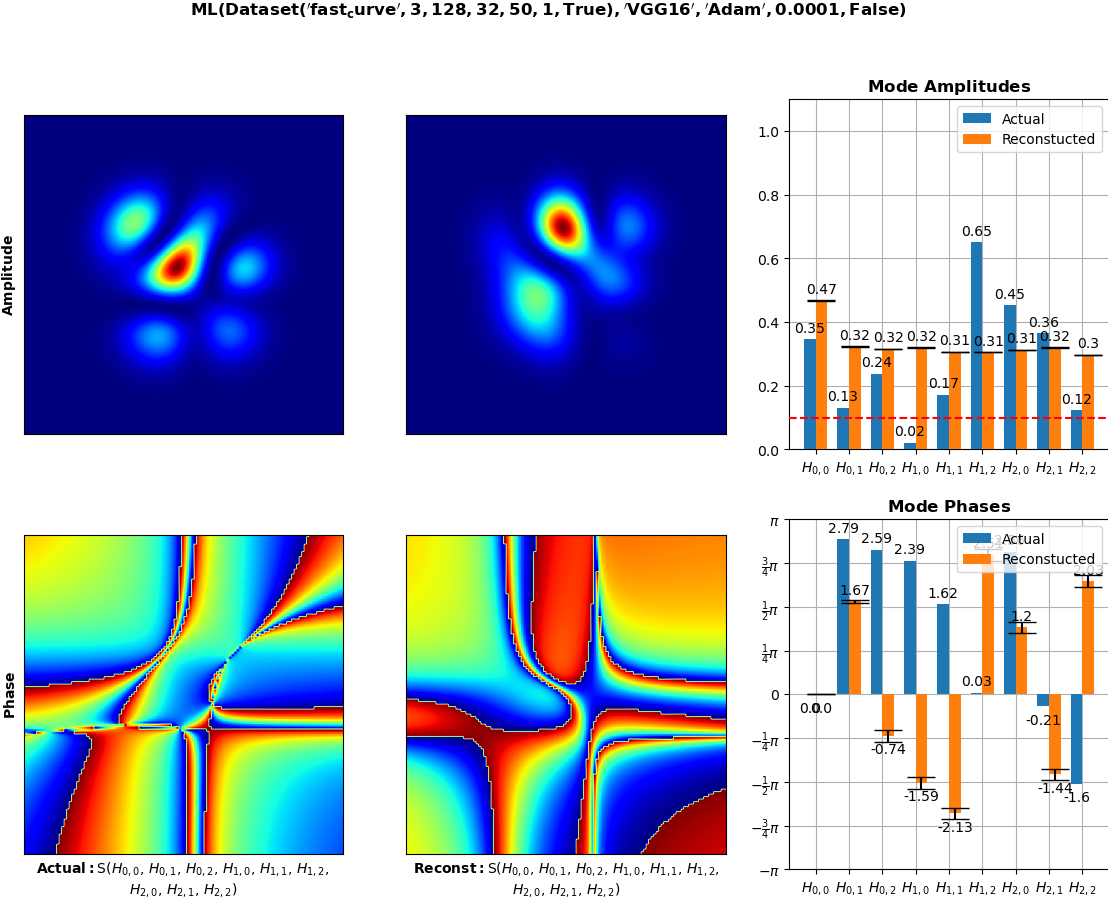 ML(Dataset('fast_curve', 3, 128, 32, 50, 1, True), 'VGG16', 'Adam', 0.0001, False)
Mode Amplitudes
Amplitude
1.0
0.8
0.6
0.4
0.2
0.0
Actual
Reconstucted
0.35
0.47
0.13
0.32
0.24
0.32
0.02
0.32
0.17
0.31
0.65
0.31
0.45
0.31
0.36
0.32
0.12
0.3
H0,0 H0,1 H0,2 H1,0 H1,1 H1,2 H2,0 H2,1 H2,2
Mode Phases
Phase
π
3/4π
1/2π
1/4π
0
−1/4π
−1/2π
−3/4π
−π
Actual
Reconstucted
0.0
0.0
2.79
1.67
2.59
-0.74
2.39
-1.59
1.62
-2.13
0.03
1.2
-0.21
-1.44
-1.6
2.03
H0,0 H0,1 H0,2 H1,0 H1,1 H1,2 H2,0 H2,1 H2,2
Actual: S(H0,0, H0,1, H0,2, H1,0, H1,1, H1,2,
H2,0, H2,1, H2,2)
Reconst: S(H0,0, H0,1, H0,2, H1,0, H1,1, H1,2,
H2,0, H2,1, H2,2)